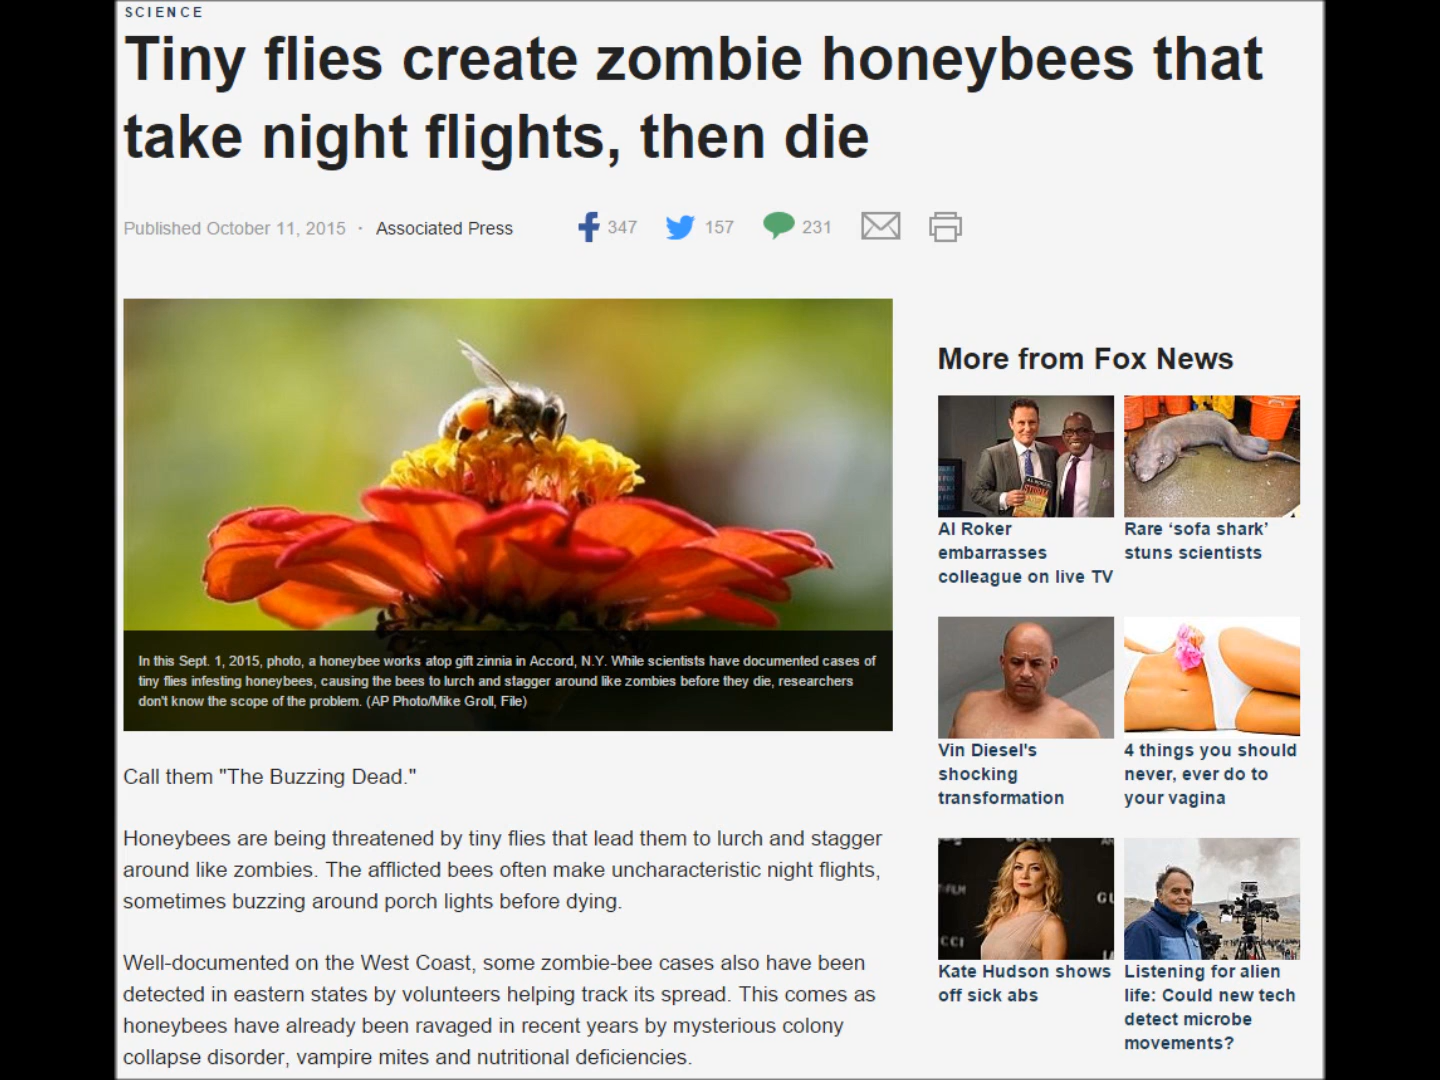 SCIENCE
Tiny flies create zombie honeybees that
take night flights, then die
Published October 11, 2015 · Associated Press
347
157
231
In this Sept. 1, 2015, photo, a honeybee works atop gift zinnia in Accord, N.Y. While scientists have documented cases of
tiny flies infesting honeybees, causing the bees to lurch and stagger around like zombies before they die, researchers
don't know the scope of the problem. (AP Photo/Mike Groll, File)
Call them "The Buzzing Dead."
Honeybees are being threatened by tiny flies that lead them to lurch and stagger
around like zombies. The afflicted bees often make uncharacteristic night flights,
sometimes buzzing around porch lights before dying.
Well-documented on the West Coast, some zombie-bee cases also have been
detected in eastern states by volunteers helping track its spread. This comes as
honeybees have already been ravaged in recent years by mysterious colony
collapse disorder, vampire mites and nutritional deficiencies.
More from Fox News
Al Roker
embarrasses
colleague on live TV
Rare ‘sofa shark’
stuns scientists
Vin Diesel's
shocking
transformation
4 things you should
never, ever do to
your vagina
Kate Hudson shows
off sick abs
Listening for alien
life: Could new tech
detect microbe
movements?